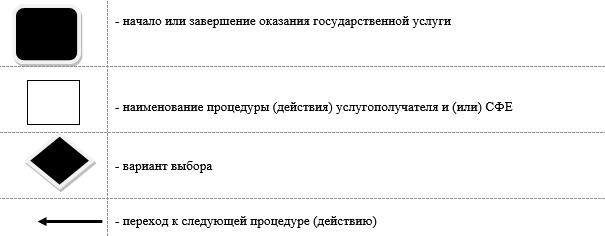 - начало или завершение оказания государственной услуги
- наименование процедуры (действия) услугополучателя и (или) СФЕ
- вариант выбора
- переход к следующей процедуре (действию)